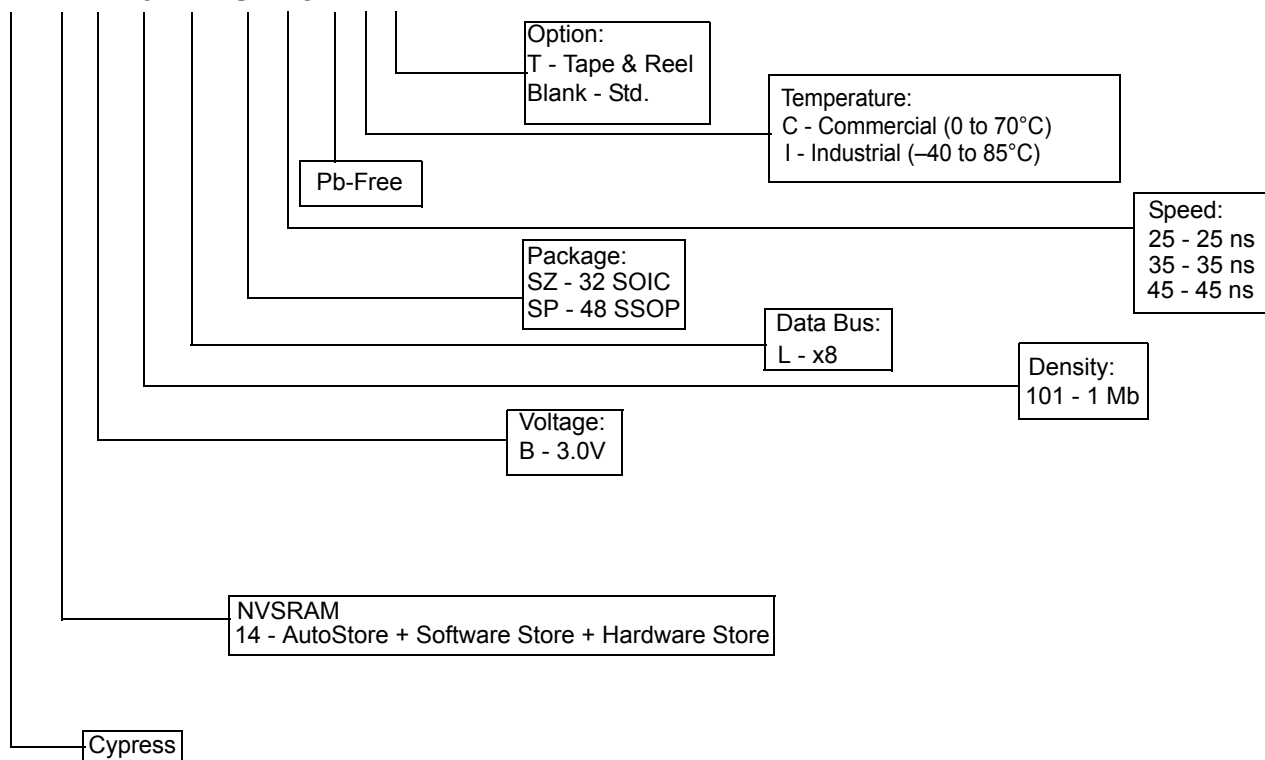 Option:
T - Tape & Reel
Blank - Std.
Temperature:
C - Commercial (0 to 70°C)
I - Industrial (–40 to 85°C)
Pb-Free
Speed:
25 - 25 ns
35 - 35 ns
45 - 45 ns
Package:
SZ - 32 SOIC
SP - 48 SSOP
Data Bus:
L - x8
Density:
101 - 1 Mb
Voltage:
B - 3.0V
NVSRAM
14 - AutoStore + Software Store + Hardware Store
Cypress